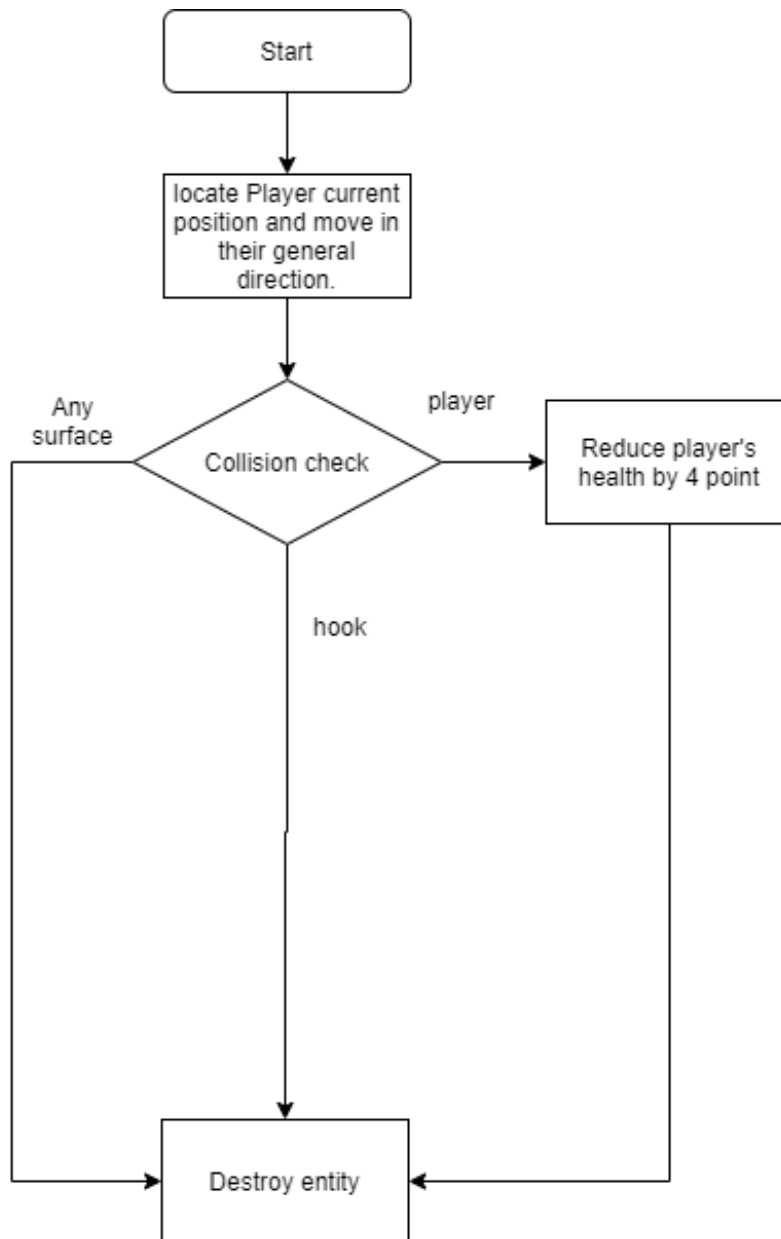 Start
locate Player current
position and move in
their general
direction.
Any
surface
player
Collision check
Reduce player's
health by 4 point
hook
Destroy entity